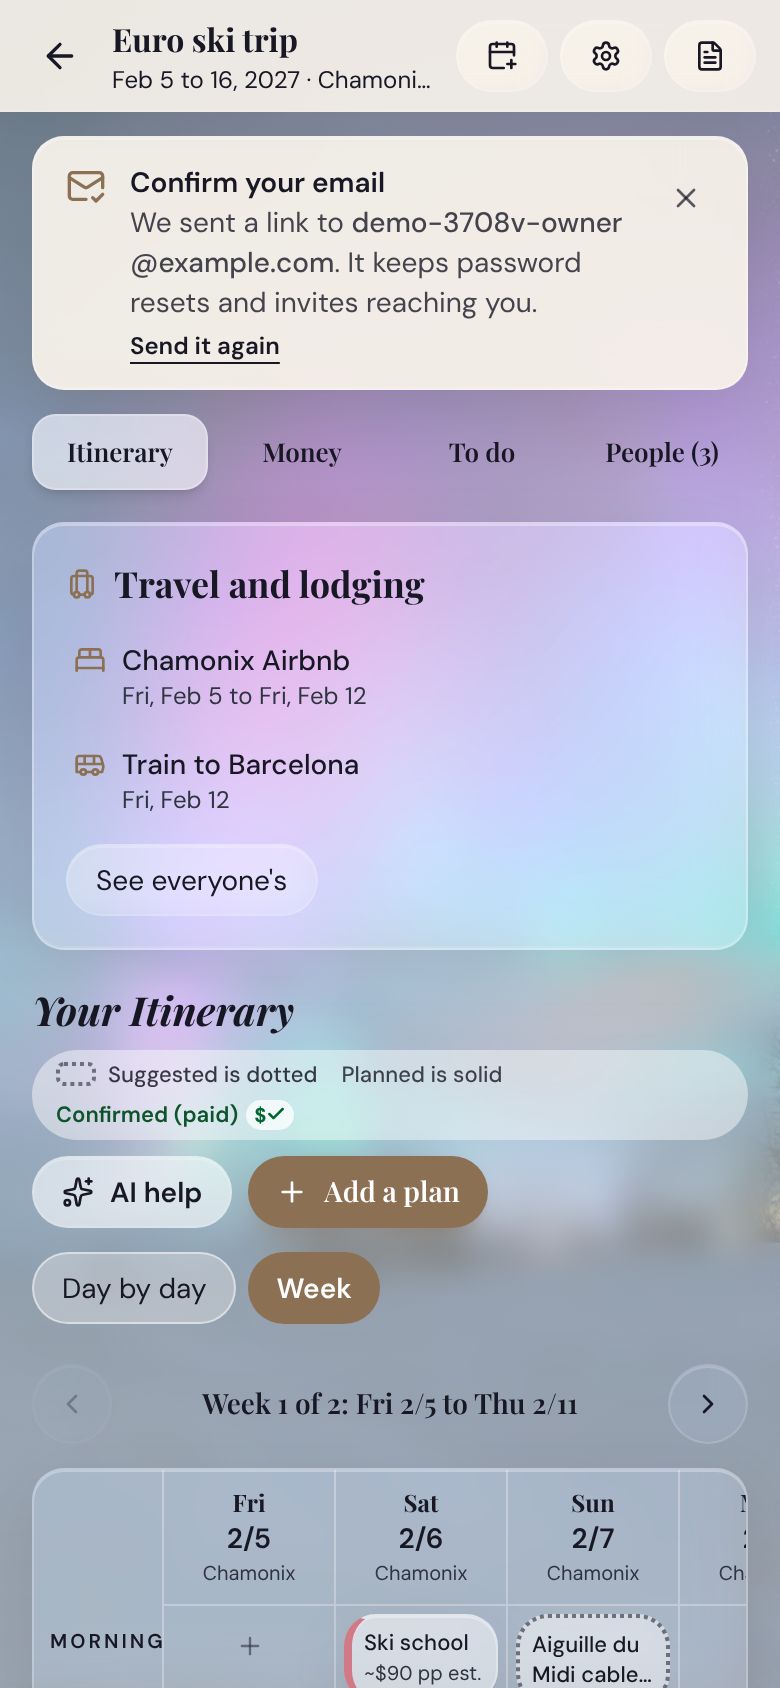 Euro ski trip
Feb 5 to 16, 2027 · Chamoni...
Confirm your email
We sent a link to demo-3708v-owner
@example.com. It keeps password
resets and invites reaching you.
Send it again
Itinerary Money To do People (3)
Travel and lodging
Chamonix Airbnb
Fri, Feb 5 to Fri, Feb 12
Train to Barcelona
Fri, Feb 12
See everyone's
Your Itinerary
Suggested is dotted Planned is solid
Confirmed (paid) $✓
AI help + Add a plan
Day by day Week
Week 1 of 2: Fri 2/5 to Thu 2/11
Fri Sat Sun
2/5 2/6 2/7
Chamonix Chamonix Chamonix
MORNING + Ski school Aiguille du
~$90 pp est. Midi cable...